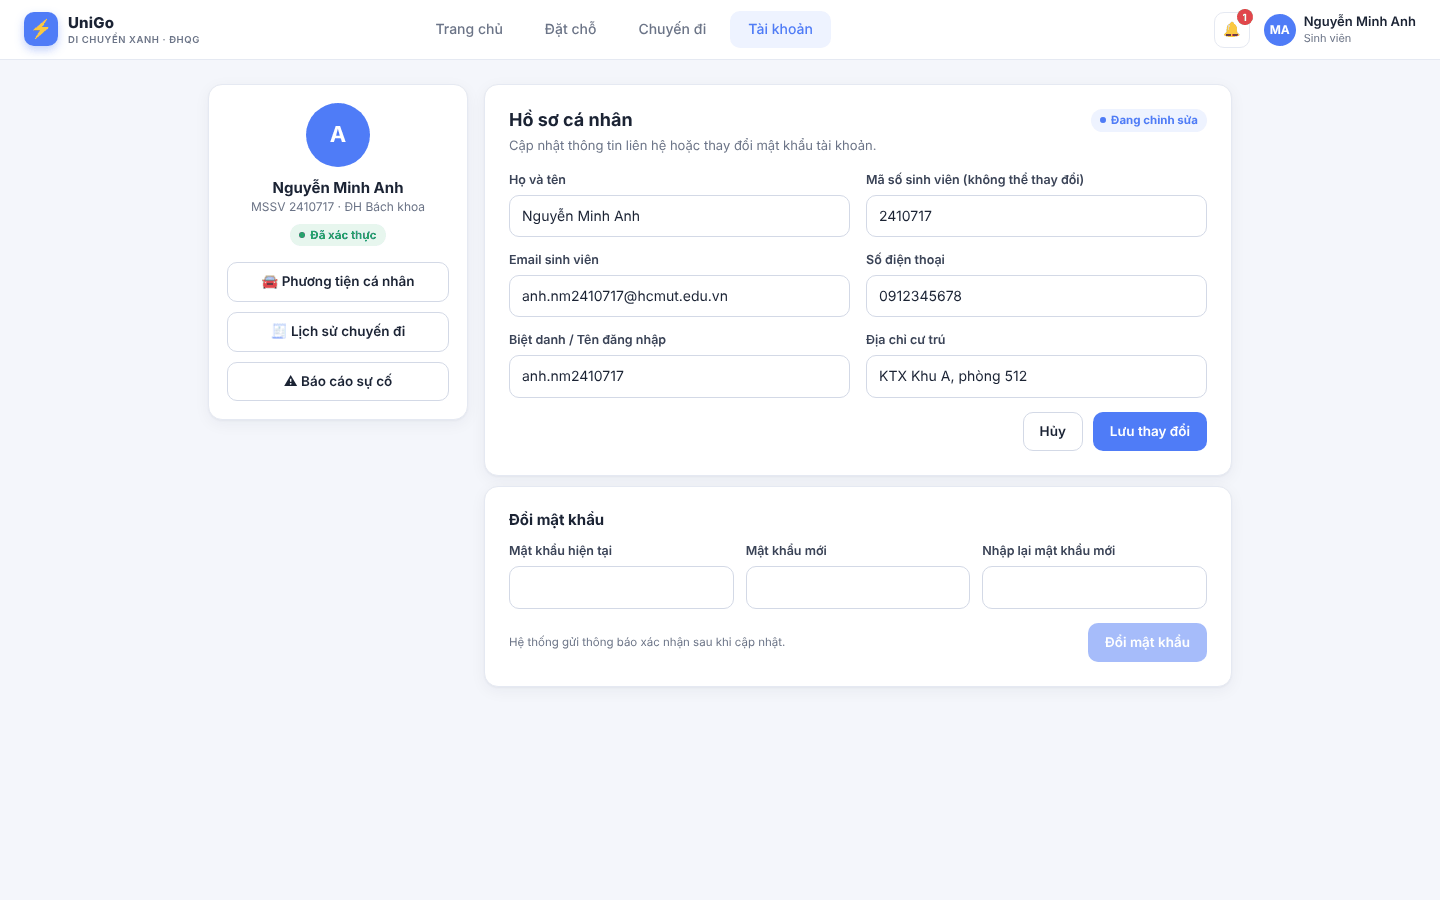 UniGo
DI CHUYỂN XANH · ĐHQG
Trang chủ
Đặt chỗ
Chuyến đi
Tài khoản
1
MA
Nguyễn Minh Anh
Sinh viên
A
Nguyễn Minh Anh
MSSV 2410717 · ĐH Bách khoa
Đã xác thực
Phương tiện cá nhân
Lịch sử chuyến đi
Báo cáo sự cố
Hồ sơ cá nhân
Đang chỉnh sửa
Cập nhật thông tin liên hệ hoặc thay đổi mật khẩu tài khoản.
Họ và tên
Mã số sinh viên (không thể thay đổi)
Nguyễn Minh Anh
2410717
Email sinh viên
Số điện thoại
anh.nm2410717@hcmut.edu.vn
0912345678
Biệt danh / Tên đăng nhập
Địa chỉ cư trú
anh.nm2410717
KTX Khu A, phòng 512
Hủy
Lưu thay đổi
Đổi mật khẩu
Mật khẩu hiện tại
Mật khẩu mới
Nhập lại mật khẩu mới
Hệ thống gửi thông báo xác nhận sau khi cập nhật.
Đổi mật khẩu